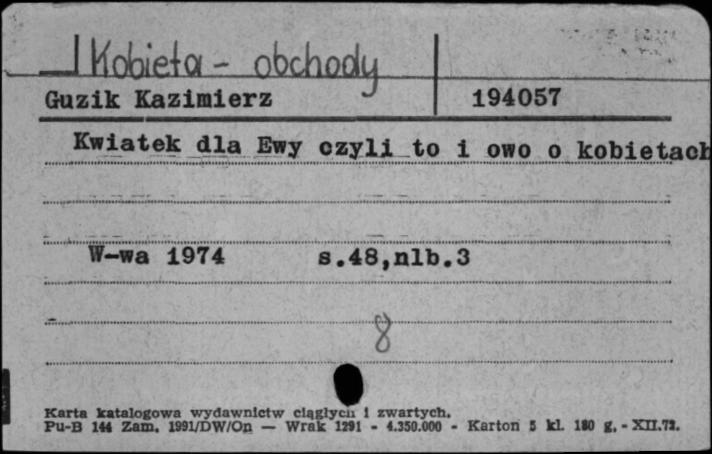 Kobieta - obchody
Guzik Kazimierz 194057
Kwiatek dla Ewy czyli to i owo o kobietach
W-wa 1974 s.48,nlb.3
8
Karta katalogowa wydawnictw ciągłych i zwartych.
Pu-B 144 Zam. 1991/DW/On — Wrak 1291 - 4.350.000 - Karton 5 kl. 180 g. - XII.72.